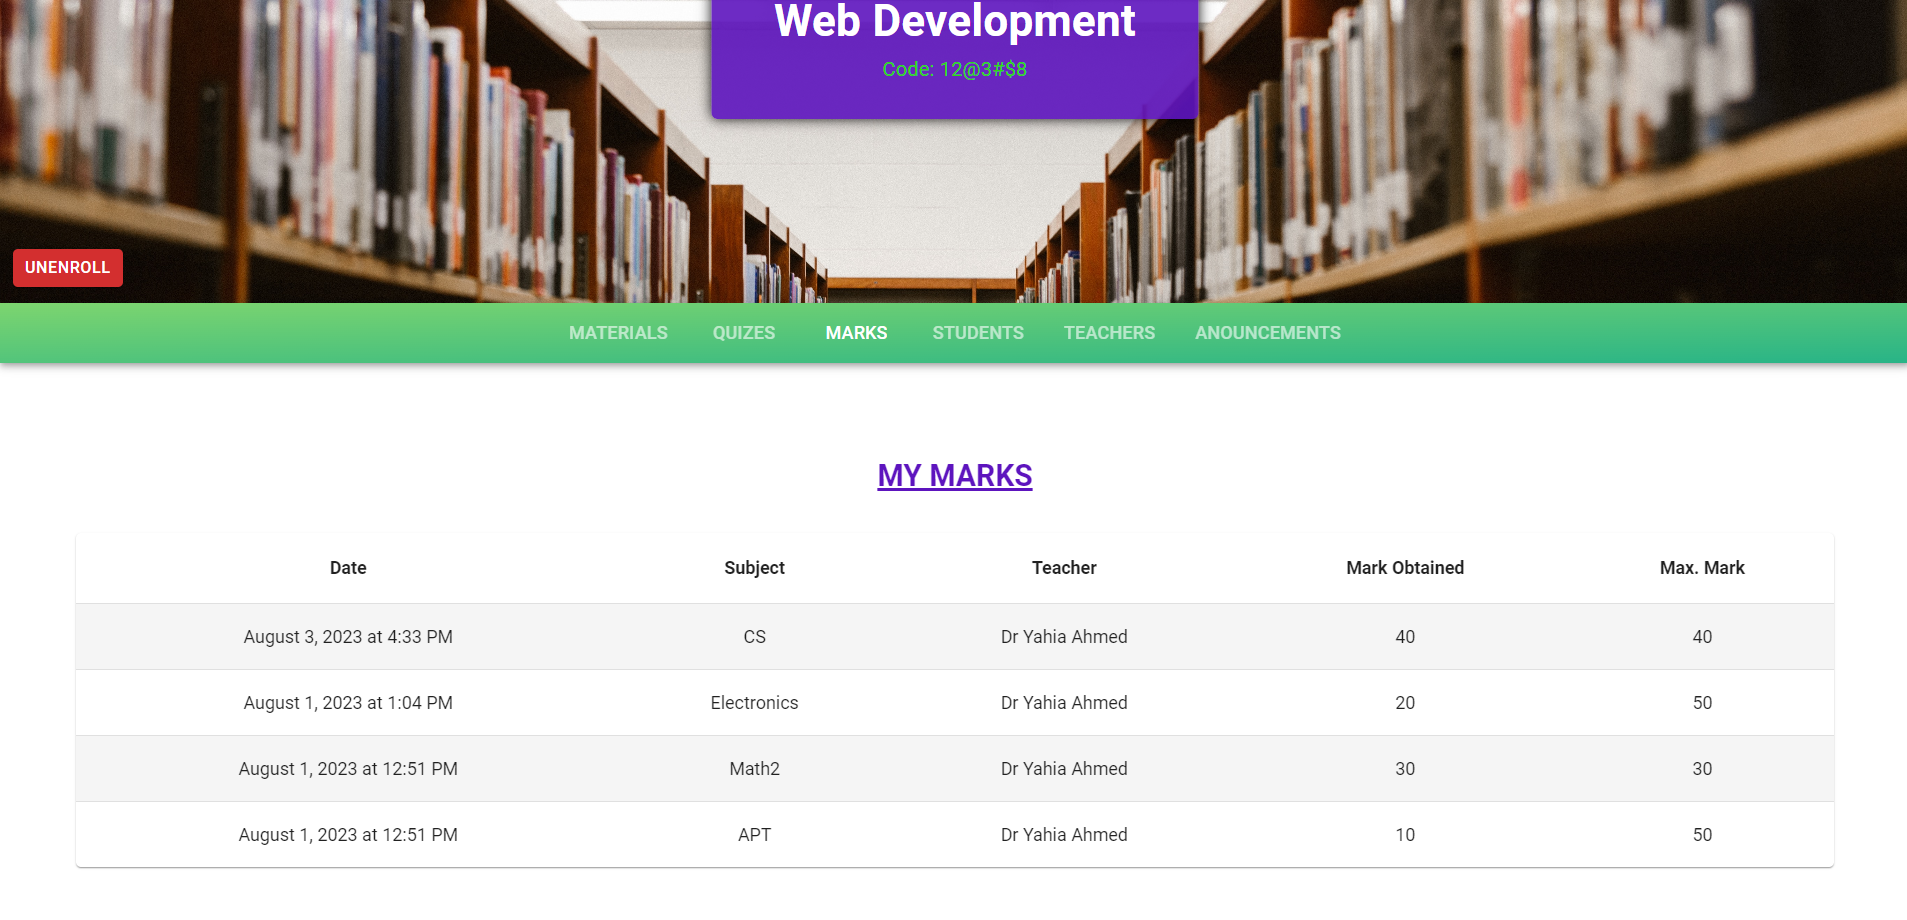 Web Development
Code: 12@3#$8
UNENROLL
MATERIALS QUIZES MARKS STUDENTS TEACHERS ANOUNCEMENTS
MY MARKS
Date Subject Teacher Mark Obtained Max. Mark
August 3, 2023 at 4:33 PM CS Dr Yahia Ahmed 40 40
August 1, 2023 at 1:04 PM Electronics Dr Yahia Ahmed 20 50
August 1, 2023 at 12:51 PM Math2 Dr Yahia Ahmed 30 30
August 1, 2023 at 12:51 PM APT Dr Yahia Ahmed 10 50